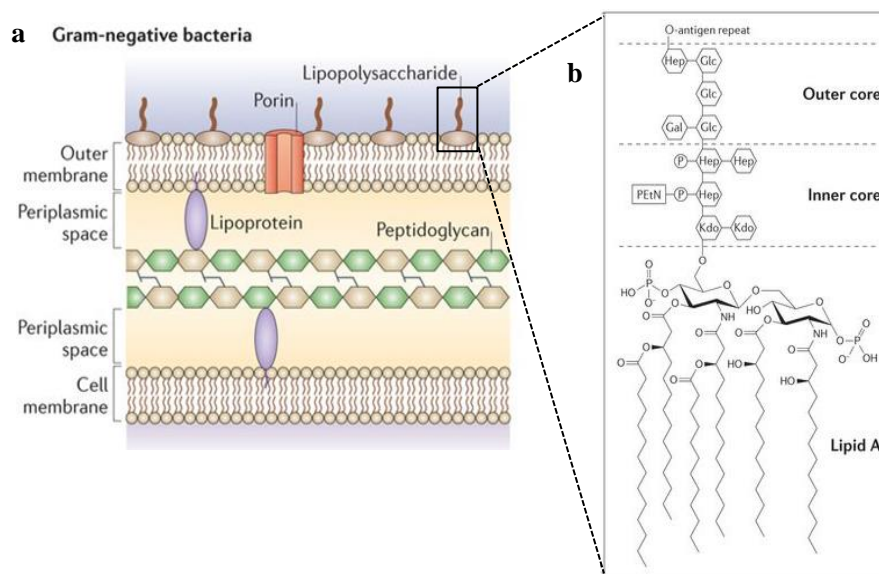 a Gram-negative bacteria
Lipopolysaccharide
Porin
Outer
membrane
Periplasmic
space
Lipoprotein
Peptidoglycan
Periplasmic
space
Cell
membrane
b
O-antigen repeat
Hep Glc
Glc
Outer core
Gal Glc
P Hep Hep
PEtN P Hep
Inner core
Kdo Kdo
O
O
HO P O
O-
O
O
O
HO
O
O
NH
O
O
NH
O
O P
O-
OH
O
O
O
O
O
HO
HO
O
O
Lipid A